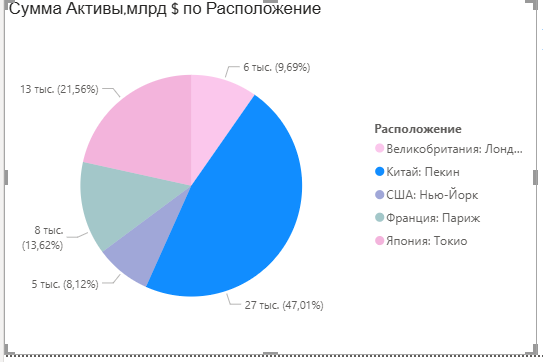 Сумма Активы,млрд $ по Расположение
6 тыс. (9,69%)
13 тыс. (21,56%)
8 тыс.
(13,62%)
5 тыс. (8,12%)
27 тыс. (47,01%)
Расположение
Великобритания: Лонд...
Китай: Пекин
США: Нью-Йорк
Франция: Париж
Япония: Токио